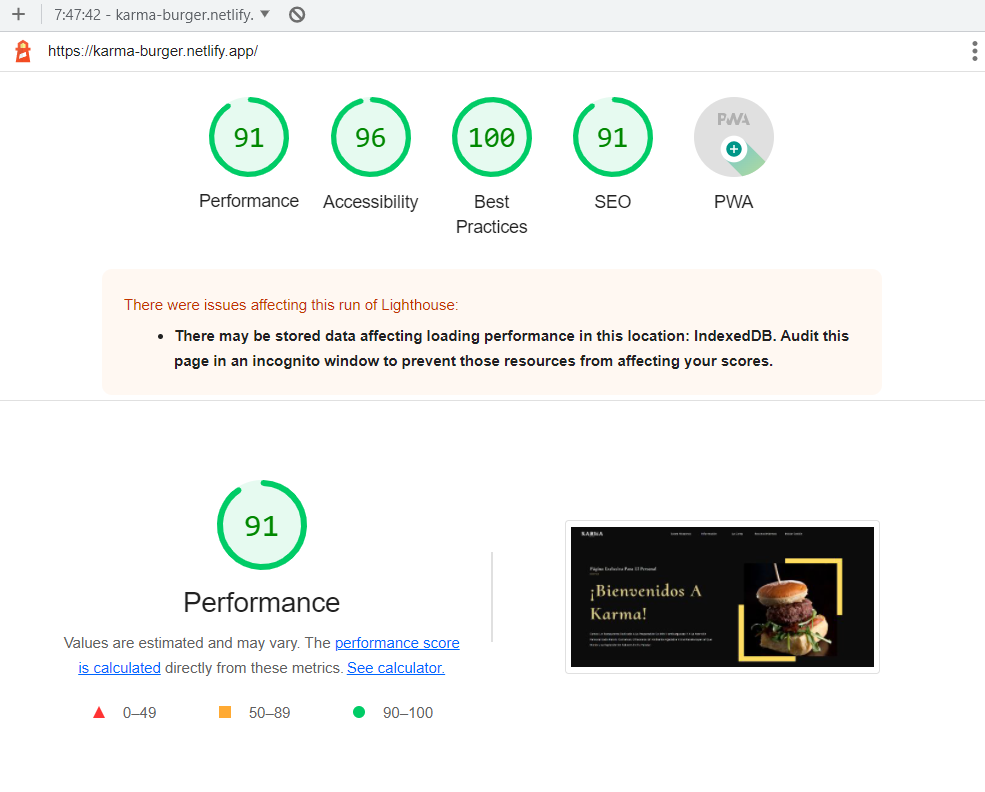 7:47:42 - karma-burger.netlify.
https://karma-burger.netlify.app/
91
96
100
91
PWA
Performance
Accessibility
Best
Practices
SEO
PWA
There were issues affecting this run of Lighthouse:
• There may be stored data affecting loading performance in this location: IndexedDB. Audit this
page in an incognito window to prevent those resources from affecting your scores.
91
Performance
Values are estimated and may vary. The performance score
is calculated directly from these metrics. See calculator.
0–49
50–89
90–100
KARMA
Página Exclusiva Para El Personal
¡Bienvenidos A
Karma!